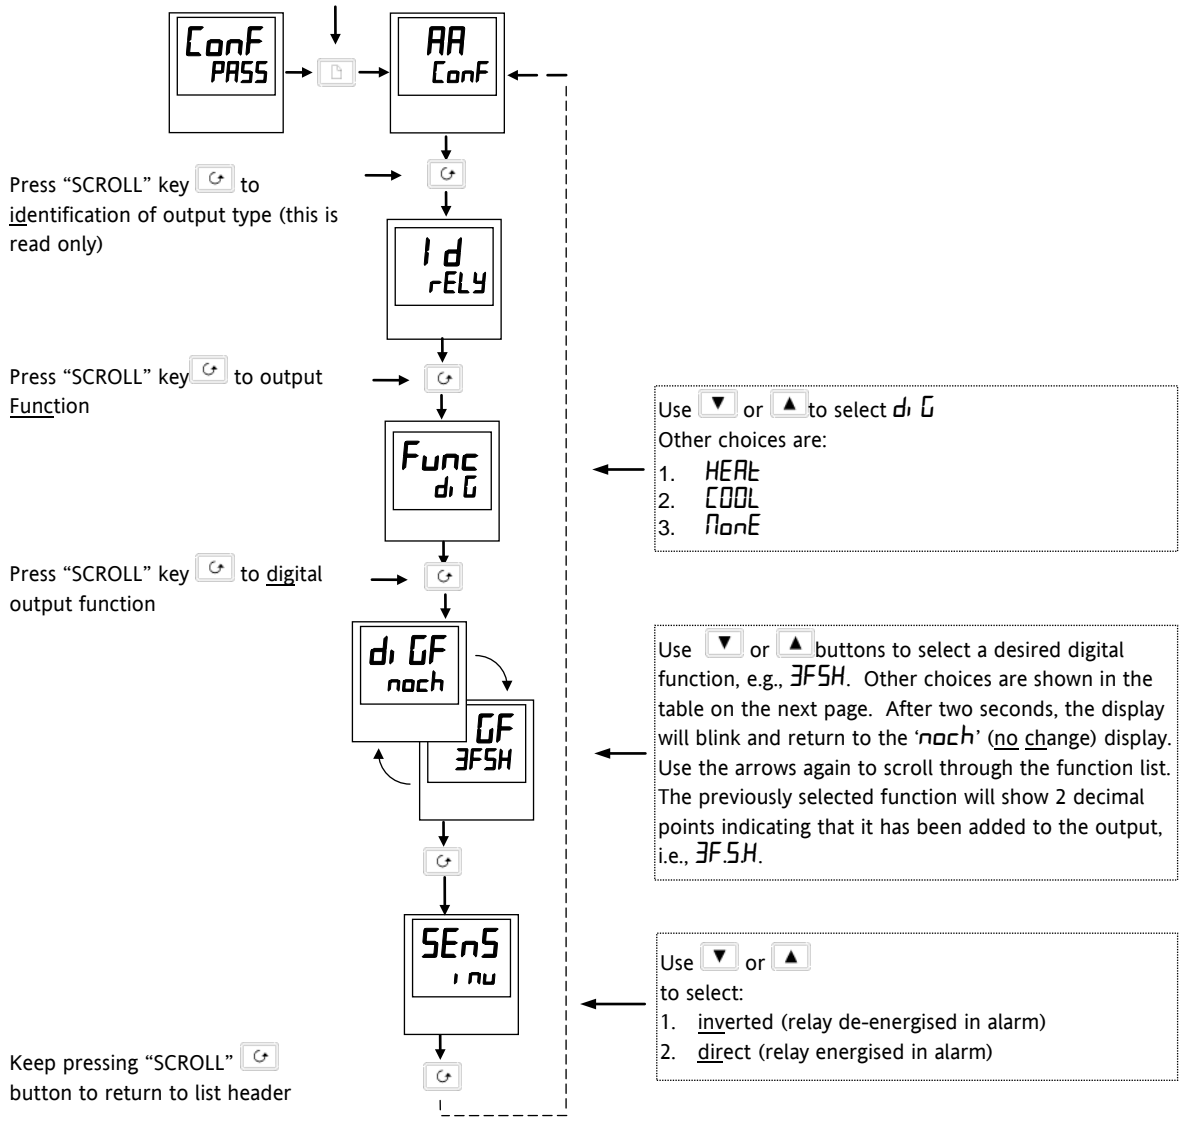 ConF
PASS
AA
ConF
Press “SCROLL” key to
identification of output type (this is
read only)
Id
rELY
Press “SCROLL” key to output
Function
Func
diG
Use or to select diG
Other choices are:
1. HEAt
2. COOL
3. NonE
Press “SCROLL” key to digital
output function
diGF
noch
GF
3FSH
Use or buttons to select a desired digital
function, e.g., 3FSH. Other choices are shown in the
table on the next page. After two seconds, the display
will blink and return to the ‘noch’ (no change) display.
Use the arrows again to scroll through the function list.
The previously selected function will show 2 decimal
points indicating that it has been added to the output,
i.e., 3F.S.H.
SEnS
inv
Use or
to select:
1. inverted (relay de-energised in alarm)
2. direct (relay energised in alarm)
Keep pressing “SCROLL”
button to return to list header